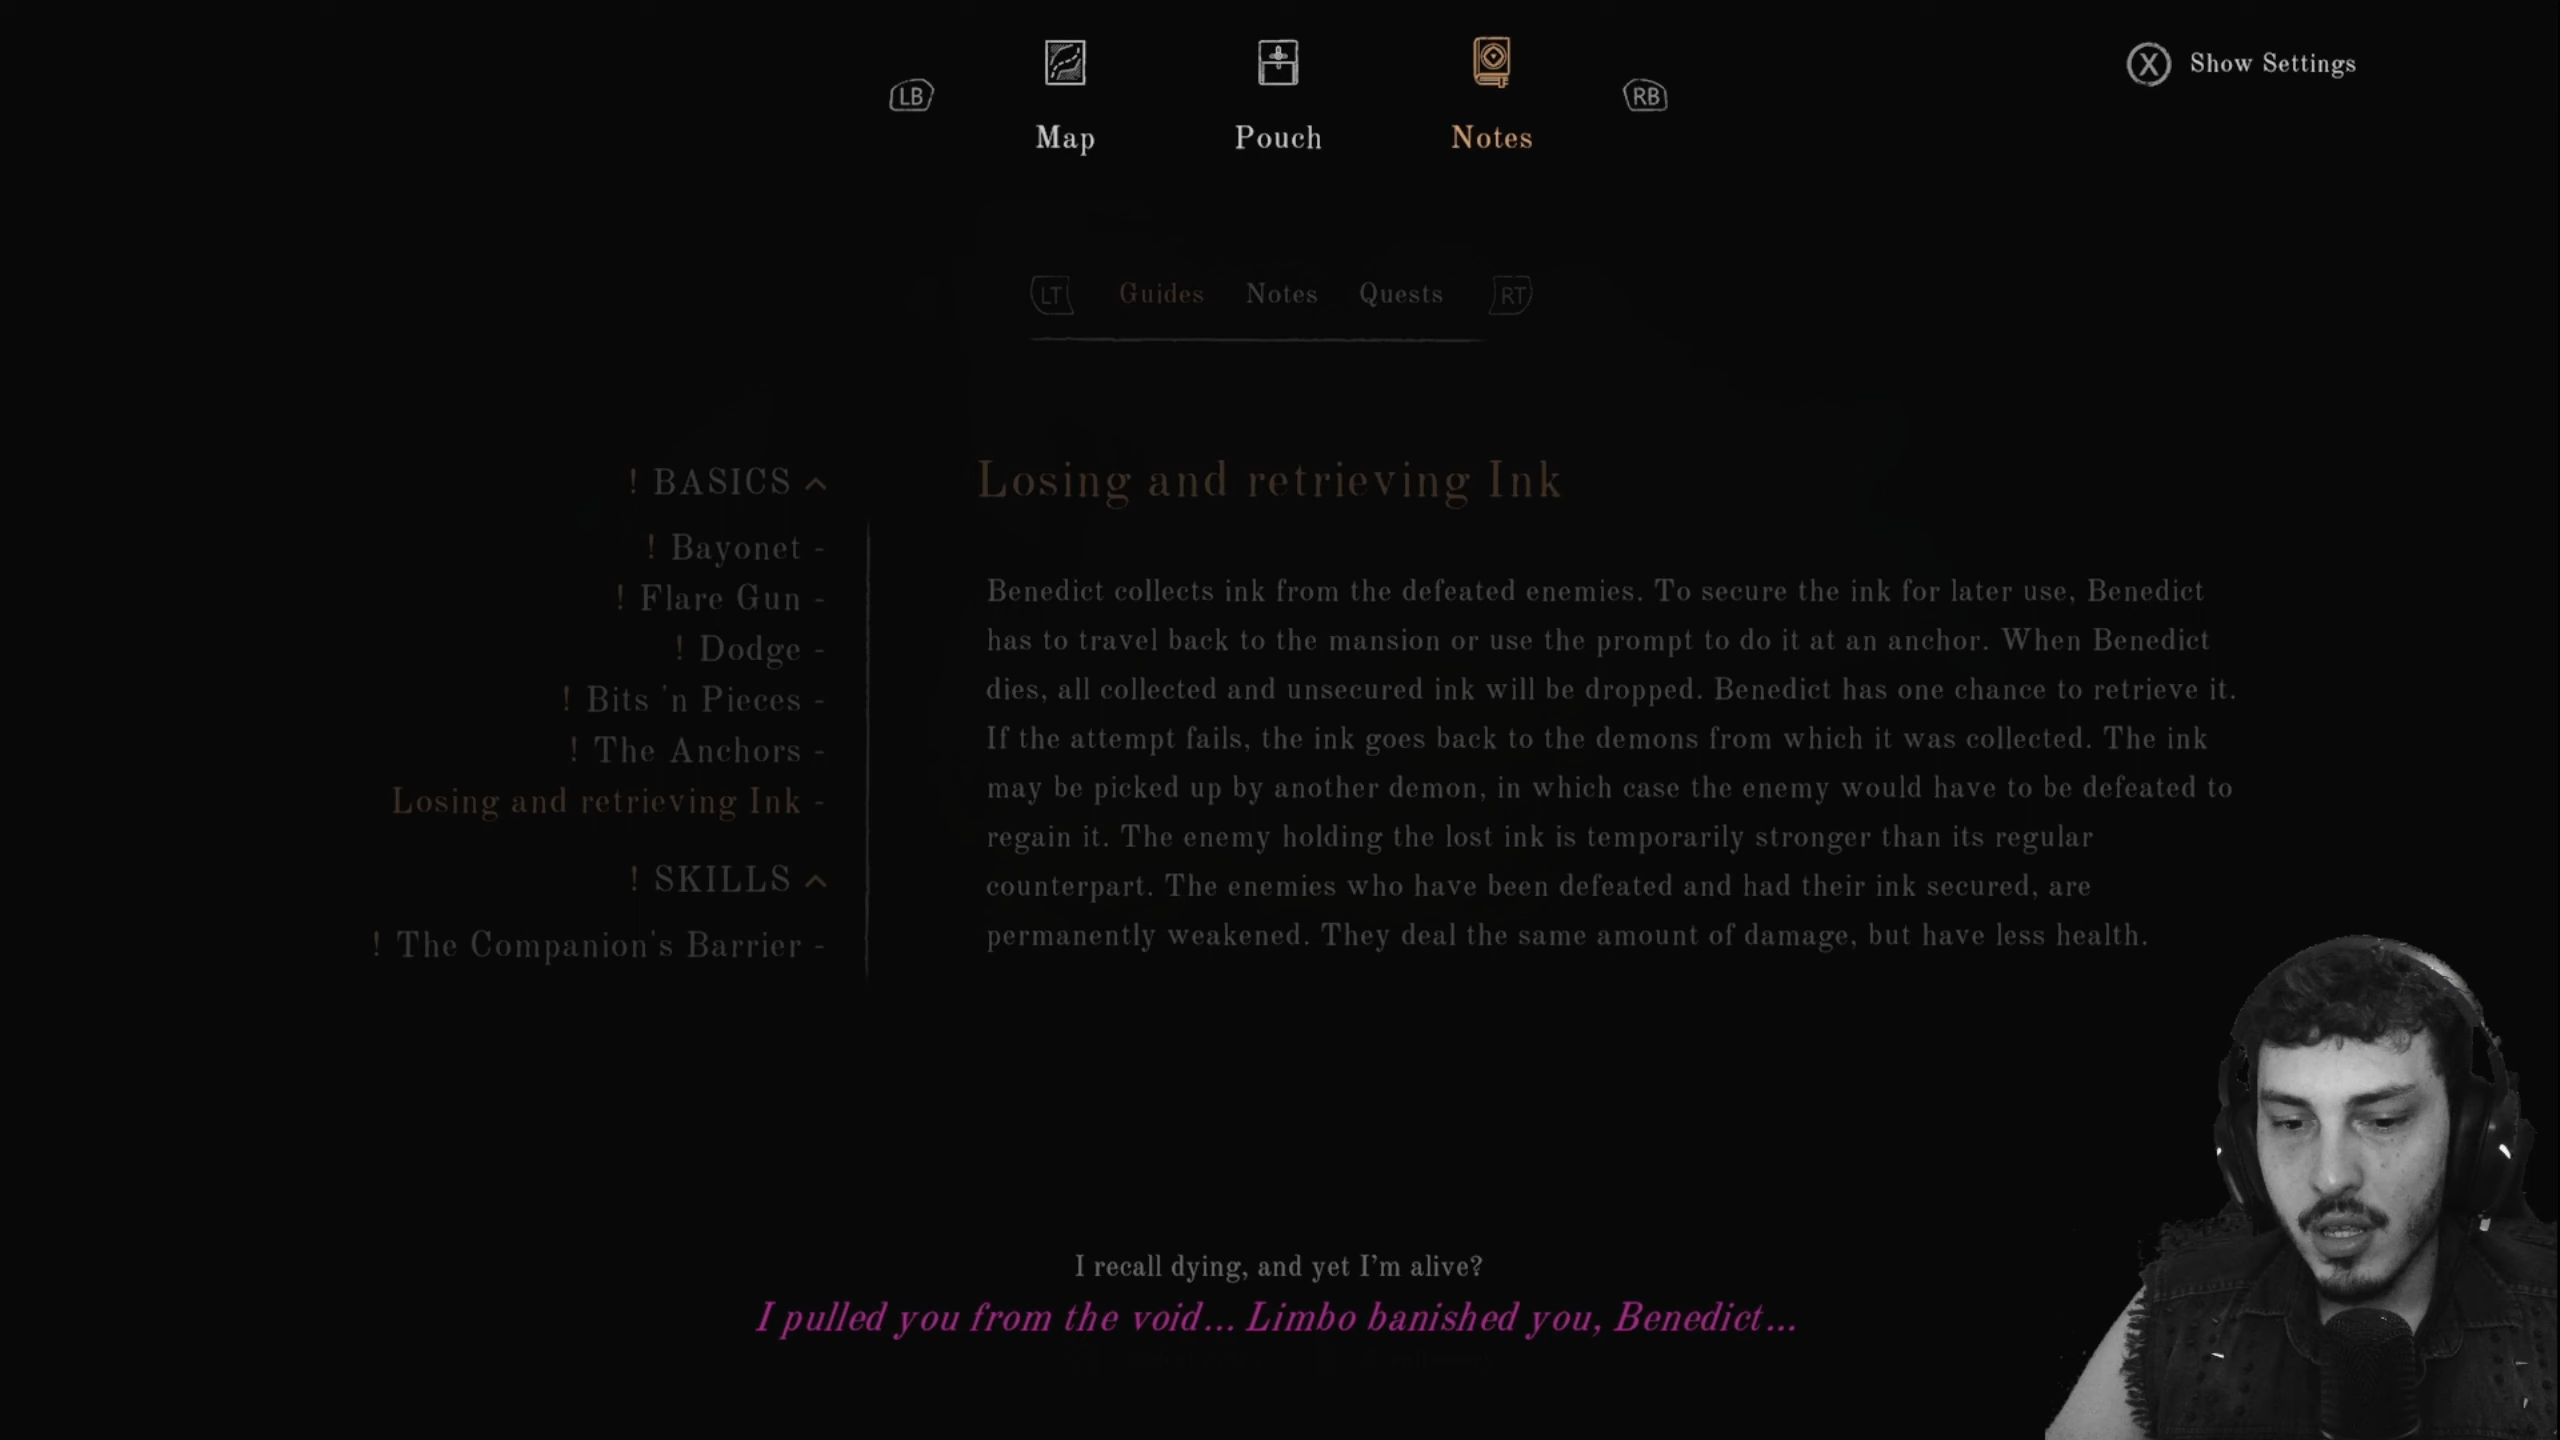 LB
Map
Pouch
Notes
RB
X Show Settings
LT Guides Notes Quests RT
! BASICS
! Bayonet -
! Flare Gun -
! Dodge -
! Bits 'n Pieces -
! The Anchors -
Losing and retrieving Ink -
! SKILLS
! The Companion's Barrier -
Losing and retrieving Ink
Benedict collects ink from the defeated enemies. To secure the ink for later use, Benedict
has to travel back to the mansion or use the prompt to do it at an anchor. When Benedict
dies, all collected and unsecured ink will be dropped. Benedict has one chance to retrieve it.
If the attempt fails, the ink goes back to the demons from which it was collected. The ink
may be picked up by another demon, in which case the enemy would have to be defeated to
regain it. The enemy holding the lost ink is temporarily stronger than its regular
counterpart. The enemies who have been defeated and had their ink secured, are
permanently weakened. They deal the same amount of damage, but have less health.
I recall dying, and yet I'm alive?
I pulled you from the void... Limbo banished you, Benedict...